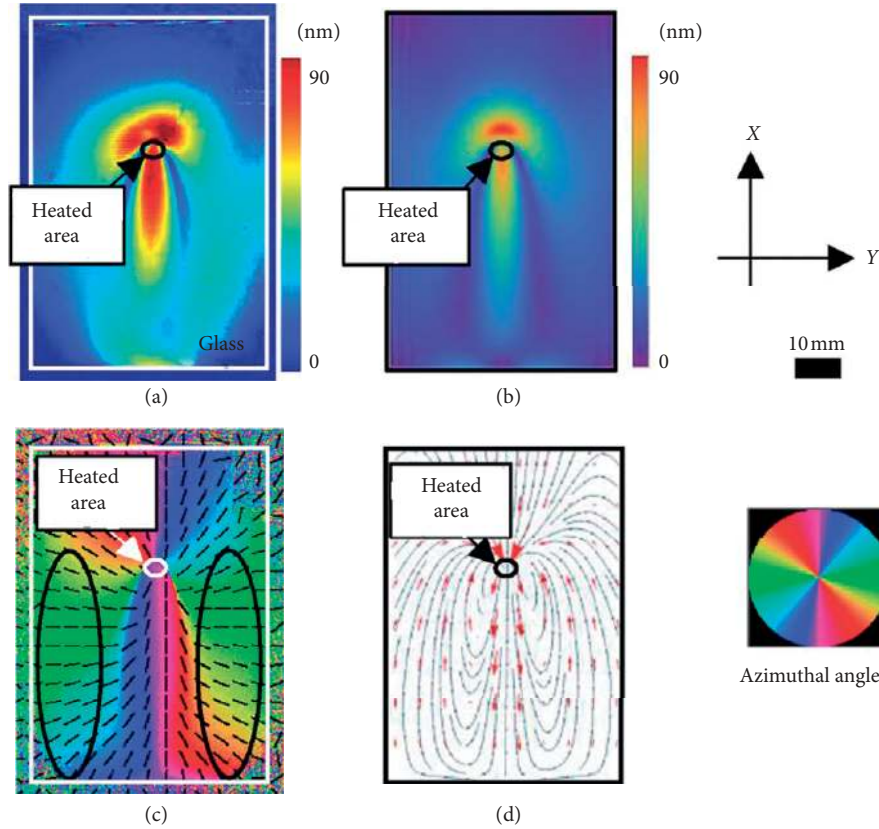 (nm)
90
Heated
area
Glass
0
(a)
(nm)
90
Heated
area
0
(b)
X
Y
10 mm
Heated
area
(c)
Heated
area
(d)
Azimuthal angle